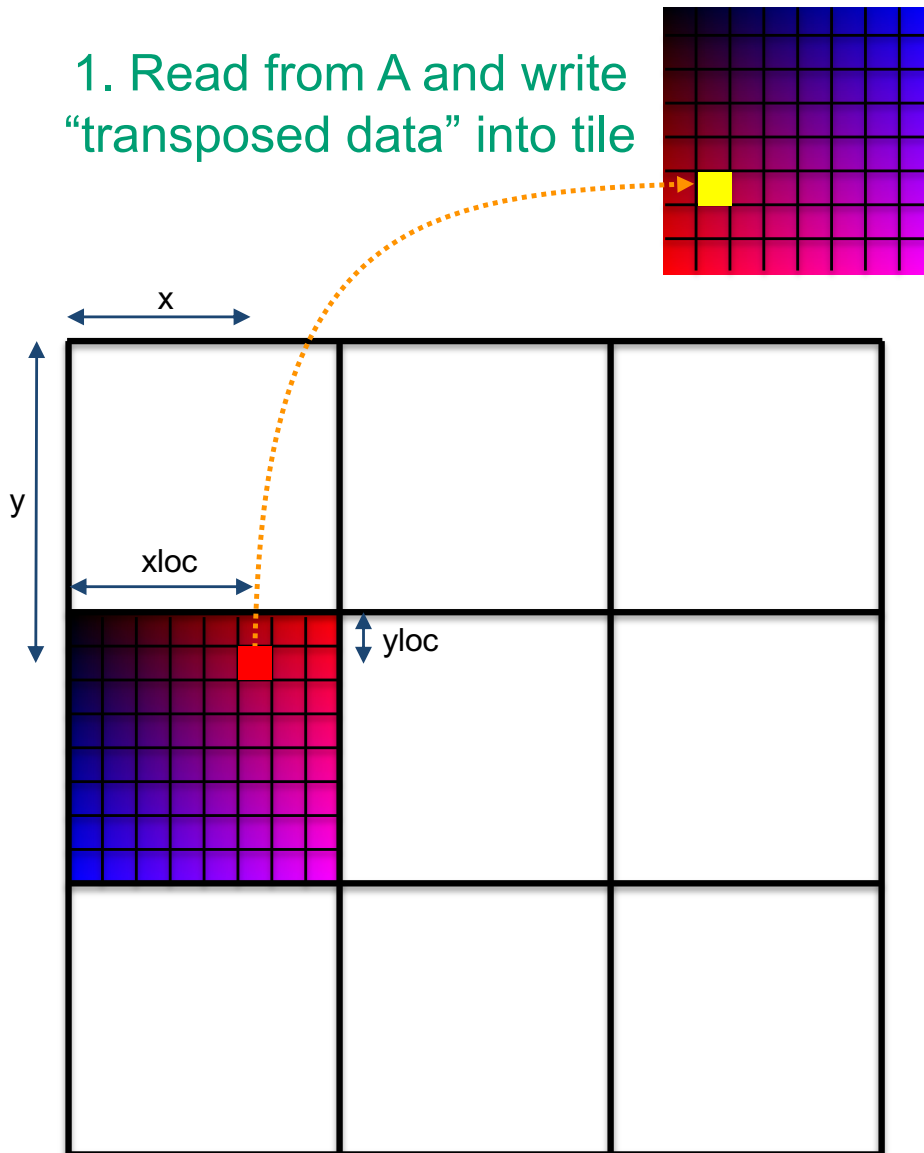 1. Read from A and write
“transposed data” into tile
x
y
xloc
yloc